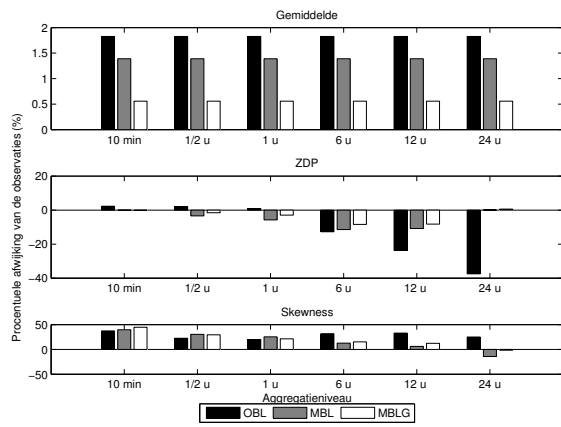 Gemiddelde
2
1.5
1
0.5
0
10 min 1/2 u 1 u 6 u 12 u 24 u
Procentuele afwijking van de observaties (%)
ZDP
20
0
−20
−40
10 min 1/2 u 1 u 6 u 12 u 24 u
Skewness
50
0
−50
10 min 1/2 u 1 u 6 u 12 u 24 u
Aggregatieniveau
OBL MBL MBLG